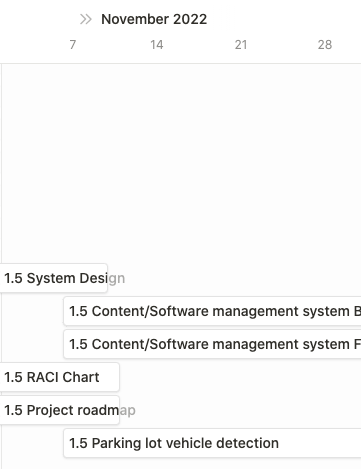 November 2022
7 14 21 28
1.5 System Design
1.5 Content/Software management system B
1.5 Content/Software management system F
1.5 RACI Chart
1.5 Project roadmap
1.5 Parking lot vehicle detection